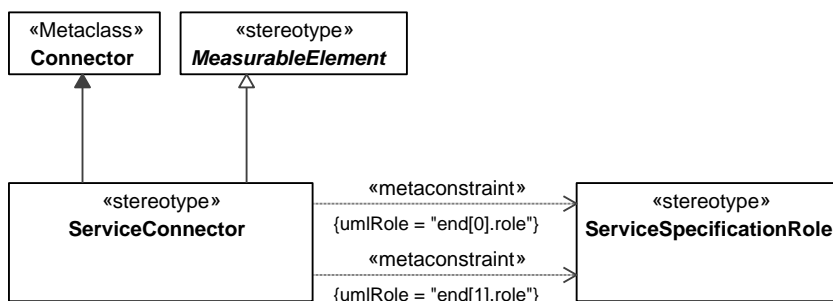 «Metaclass»
Connector
«stereotype»
MeasurableElement
«stereotype»
ServiceConnector
«metaconstraint»
{umlRole = "end[0].role"}
«metaconstraint»
{umlRole = "end[1].role"}
«stereotype»
ServiceSpecificationRole